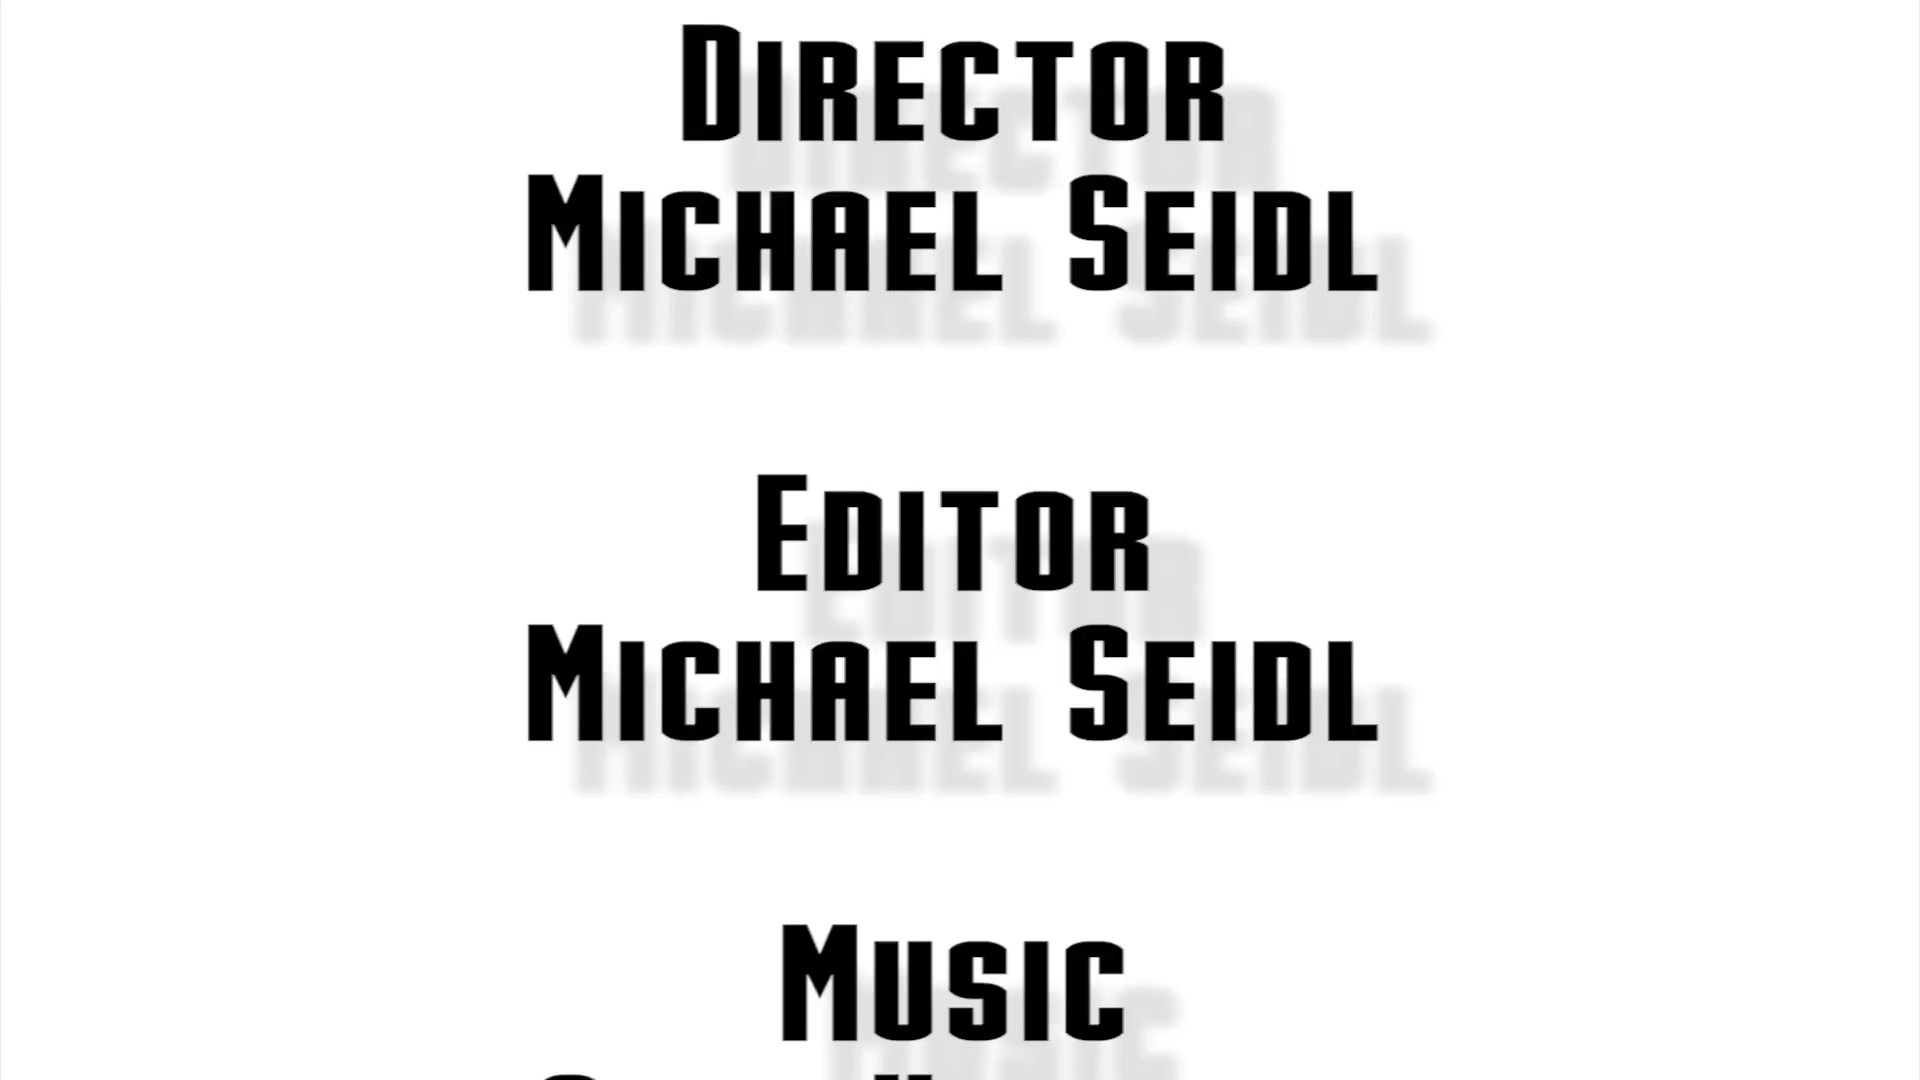 Director
Michael Seidl
Editor
Michael Seidl
Music